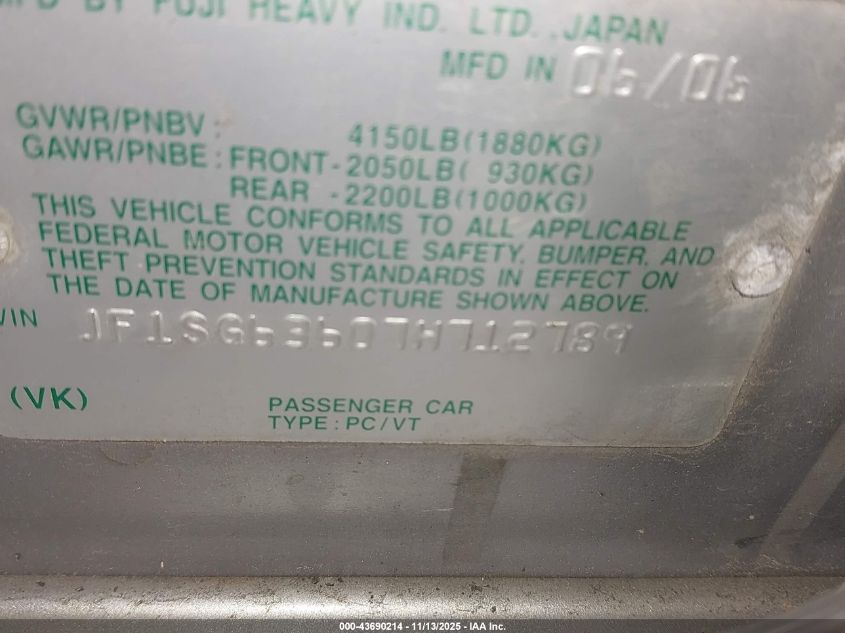 MFD BY FUJI HEAVY IND. LTD., JAPAN
MFD IN 06/06
GVWR/PNBV : 4150LB(1880KG)
GAWR/PNBE : FRONT-2050LB( 930KG)
REAR -2200LB(1000KG)
THIS VEHICLE CONFORMS TO ALL APPLICABLE
FEDERAL MOTOR VEHICLE SAFETY, BUMPER, AND
THEFT PREVENTION STANDARDS IN EFFECT ON
THE DATE OF MANUFACTURE SHOWN ABOVE.
VIN JF1SG63607H712789
(VK) PASSENGER CAR
TYPE : PC/VT
000-43690214 - 11/13/2025 - IAA Inc.